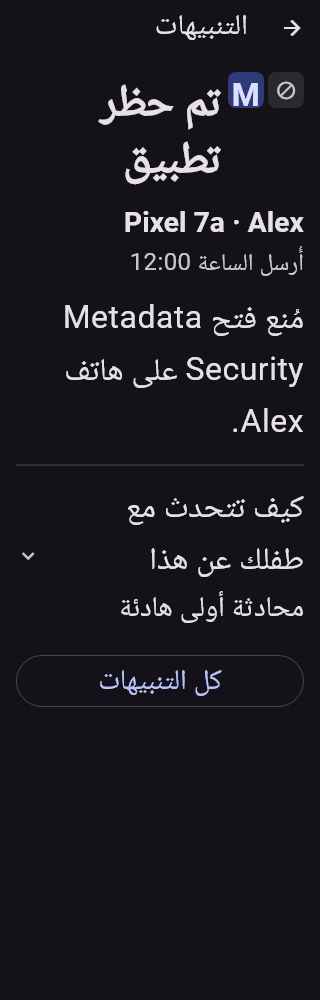 التنبيهات
M
تم حظر
تطبيق
Pixel 7a · Alex
أرسل الساعة 12:00
مُنع فتح Metadata
Security على هاتف
Alex.
كيف تتحدث مع
طفلك عن هذا
محادثة أولى هادئة
كل التنبيهات